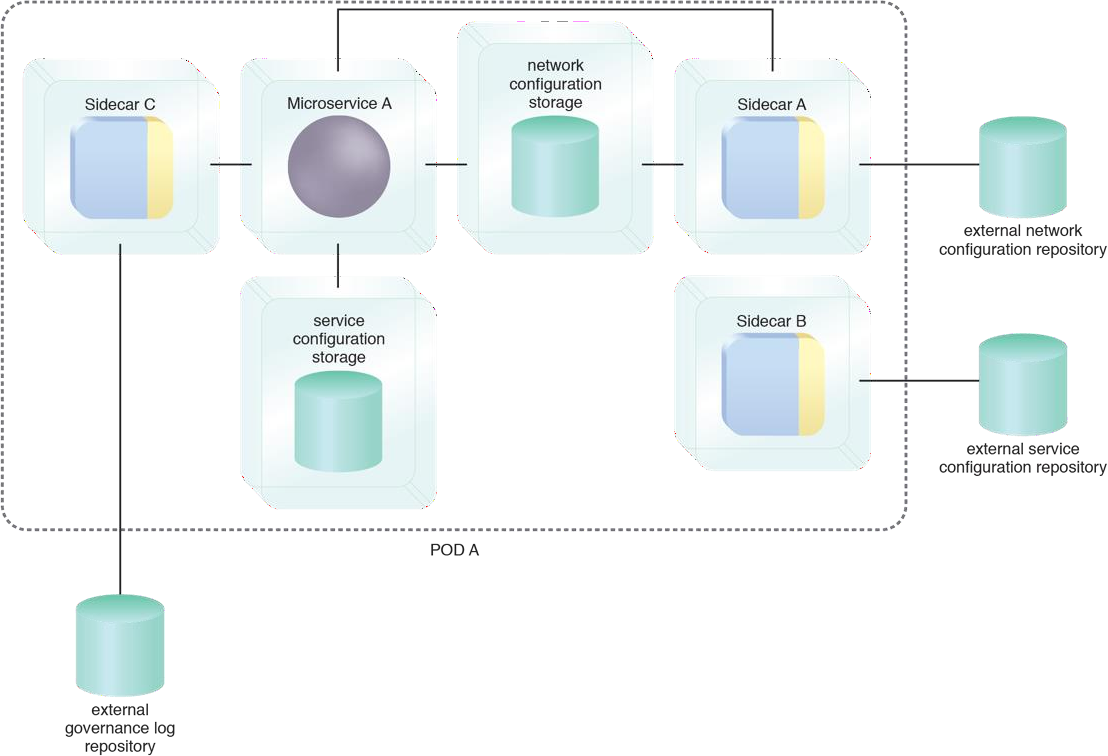 network
configuration
storage
Sidecar C
Microservice A
Sidecar A
external network
configuration repository
service
configuration
storage
Sidecar B
external service
configuration repository
POD A
external
governance log
repository